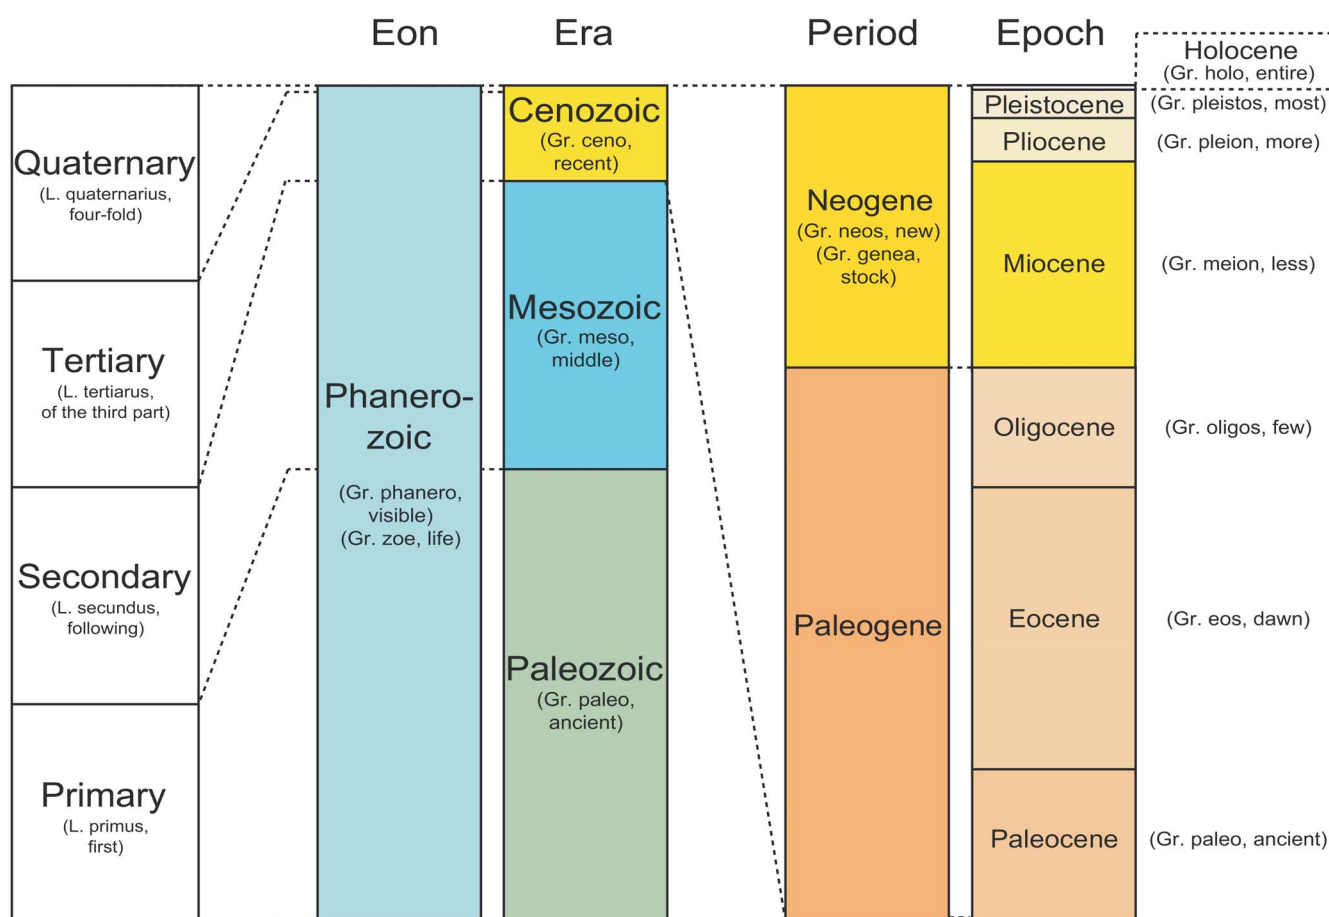 Eon
Era
Period
Epoch
Quaternary
(L. quaternarius,
four-fold)
Tertiary
(L. tertiarus,
of the third part)
Secondary
(L. secundus,
following)
Primary
(L. primus,
first)
Phanero-
zoic
(Gr. phanero,
visible)
(Gr. zoe, life)
Cenozoic
(Gr. ceno,
recent)
Mesozoic
(Gr. meso,
middle)
Paleozoic
(Gr. paleo,
ancient)
Neogene
(Gr. neos, new)
(Gr. genea,
stock)
Paleogene
Holocene
(Gr. holo, entire)
Pleistocene (Gr. pleistos, most)
Pliocene (Gr. pleion, more)
Miocene (Gr. meion, less)
Oligocene (Gr. oligos, few)
Eocene (Gr. eos, dawn)
Paleocene (Gr. paleo, ancient)